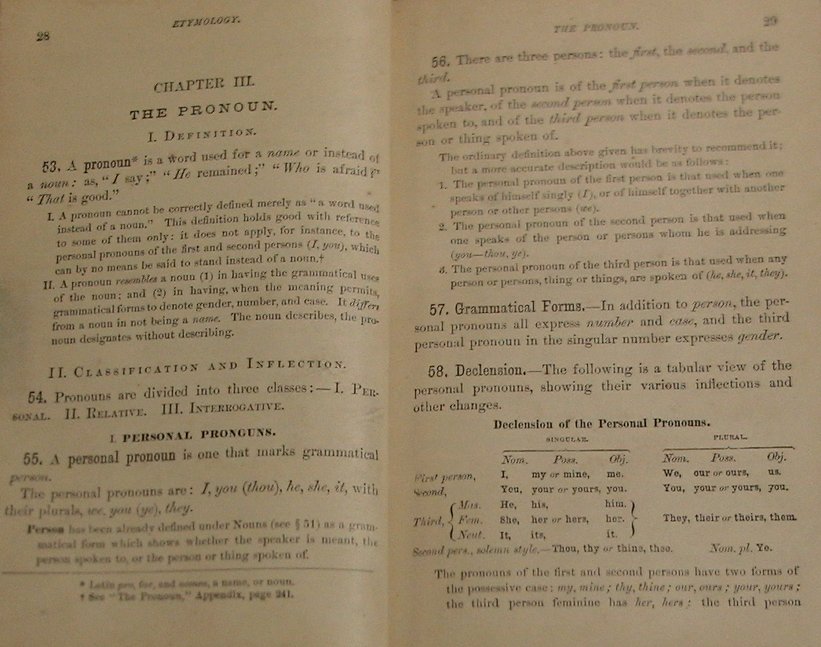 28
ETYMOLOGY.
CHAPTER III.
THE PRONOUN.
I. DEFINITION.
53. A pronoun* is a word used for a name or instead of
a noun: as, "I say;" "He remained;" "Who is afraid?"
"That is good."
I. A pronoun cannot be correctly defined merely as "a word used
instead of a noun." This definition holds good with reference
to some of them only: it does not apply, for instance, to the
personal pronouns of the first and second persons (I, you), which
can by no means be said to stand instead of a noun.†
II. A pronoun resembles a noun (1) in having the grammatical uses
of the noun; and (2) in having, when the meaning permits,
grammatical forms to denote gender, number, and case. It differs
from a noun in not being a name. The noun describes, the pro-
noun designates without describing.
II. CLASSIFICATION AND INFLECTION.
54. Pronouns are divided into three classes:—I. PER-
SONAL. II. RELATIVE. III. INTERROGATIVE.
I. PERSONAL PRONOUNS.
55. A personal pronoun is one that marks grammatical
person.
The personal pronouns are: I, you (thou), he, she, it, with
their plurals, we, you (ye), they.
Person has been already defined under Nouns (see § 51) as a gram-
matical form which shows whether the speaker is meant, the
person spoken to, or the person or thing spoken of.
* Latin pro, for, and nomen, a name, or noun.
† See "The Pronoun," Appendix, page 241.
THE PRONOUN.
29
56. There are three persons: the first, the second, and the
third.
A personal pronoun is of the first person when it denotes
the speaker, of the second person when it denotes the person
spoken to, and of the third person when it denotes the per-
son or thing spoken of.
The ordinary definition above given has brevity to recommend it;
but a more accurate description would be as follows:
1. The personal pronoun of the first person is that used when one
speaks of himself singly (I), or of himself together with another
person or other persons (we).
2. The personal pronoun of the second person is that used when
one speaks of the person or persons whom he is addressing
(you—thou, ye).
3. The personal pronoun of the third person is that used when any
person or persons, thing or things, are spoken of (he, she, it, they).
57. Grammatical Forms.—In addition to person, the per-
sonal pronouns all express number and case, and the third
personal pronoun in the singular number expresses gender.
58. Declension.—The following is a tabular view of the
personal pronouns, showing their various inflections and
other changes.
Declension of the Personal Pronouns.
SINGULAR. PLURAL.
Nom. Poss. Obj. Nom. Poss. Obj.
First person, I, my or mine, me. We, our or ours, us.
Second, You, your or yours, you. You, your or yours, you.
Mas. He, his, him.
Third, Fem. She, her or hers, her. They, their or theirs, them.
Neut. It, its, it.
Second pers., solemn style.—Thou, thy or thine, thee. Nom. pl. Ye.
The pronouns of the first and second persons have two forms of
the possessive case: my, mine; thy, thine; our, ours; your, yours;
the third person feminine has her, hers; the third person